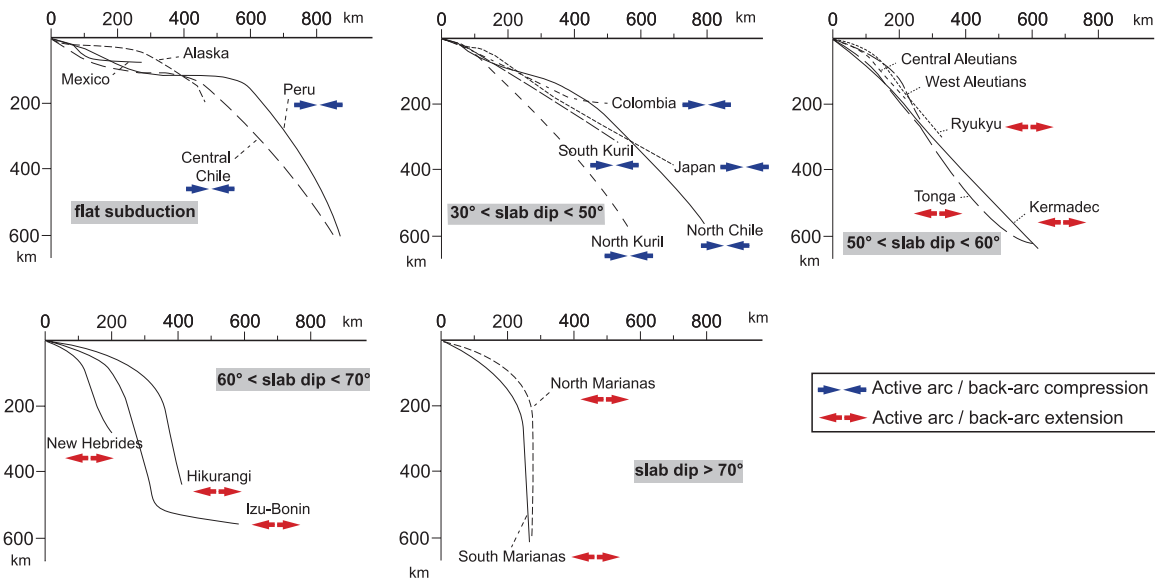 0 200 400 600 800 km
Alaska
Mexico
Peru
200
Central
Chile
400
flat subduction
600
km
0 200 400 600 800 km
Colombia
200
South Kuril
Japan
400
30° < slab dip < 50°
North Chile
600
North Kuril
km
0 200 400 600 800 km
Central Aleutians
West Aleutians
200
Ryukyu
400
Tonga
Kermadec
600
50° < slab dip < 60°
km
0 200 400 600 800 km
60° < slab dip < 70°
200
New Hebrides
400
Hikurangi
Izu-Bonin
600
km
0 200 400 600 800 km
North Marianas
200
slab dip > 70°
400
600
South Marianas
km
Active arc / back-arc compression
Active arc / back-arc extension